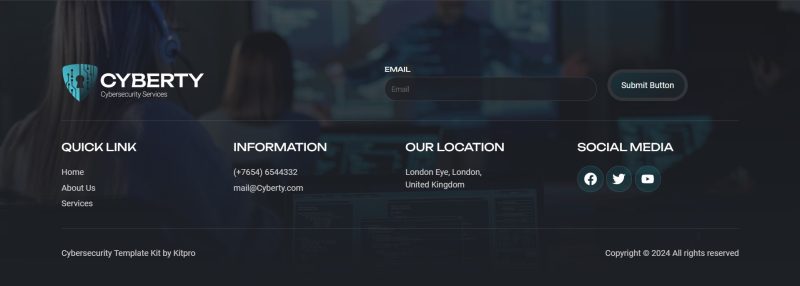 CYBERTY
Cybersecurity Services
EMAIL
Email
Submit Button
QUICK LINK
Home
About Us
Services
INFORMATION
(+7654) 6544332
mail@Cyberty.com
OUR LOCATION
London Eye, London,
United Kingdom
SOCIAL MEDIA
Cybersecurity Template Kit by Kitpro
Copyright © 2024 All rights reserved